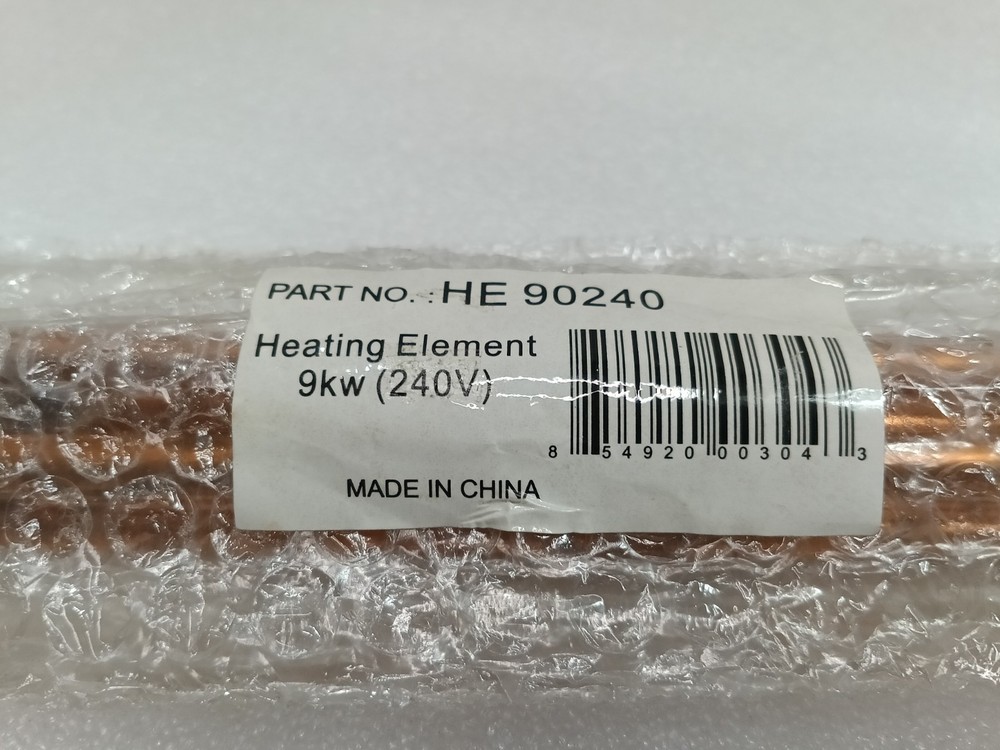 PART NO. : HE 90240
Heating Element
9kw (240V)
8 54920 00304 3
MADE IN CHINA